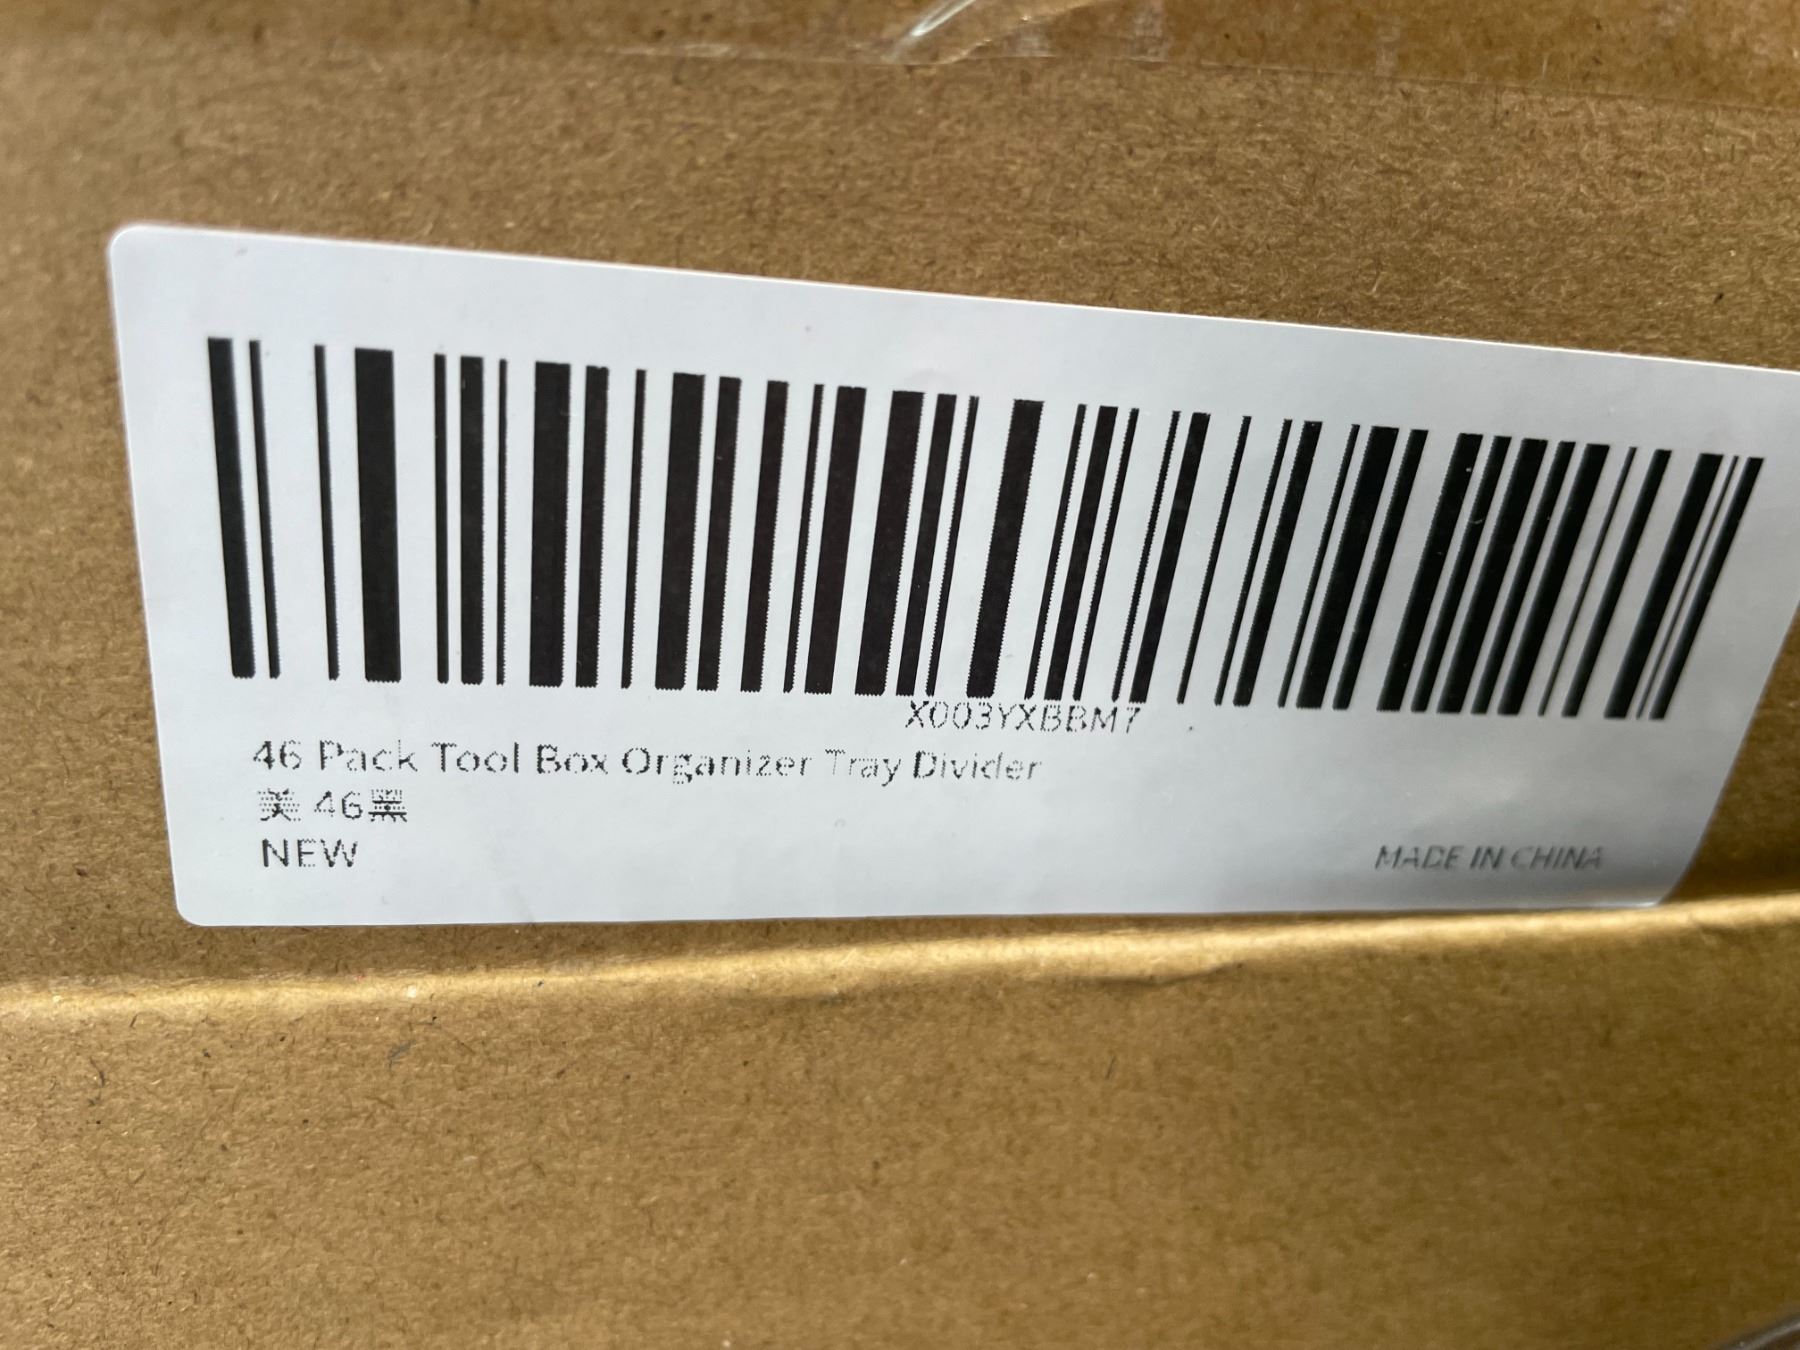 X003YXBBM7
46 Pack Tool Box Organizer Tray Divider
美 46黑
NEW
MADE IN CHINA